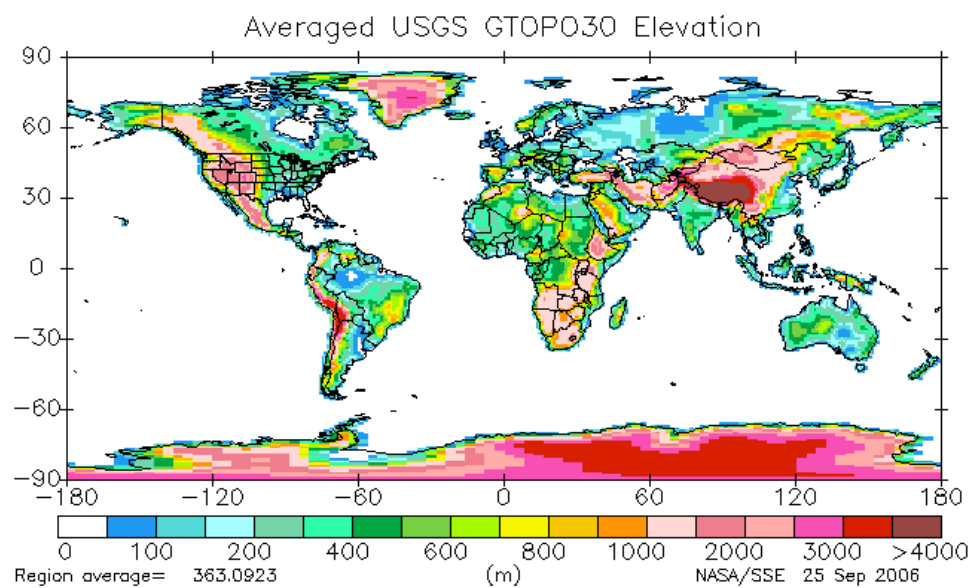 Averaged USGS GTOPO30 Elevation
90
60
30
0
-30
-60
-90
-180 -120 -60 0 60 120 180
0 100 200 400 600 800 1000 2000 3000 >4000
Region average= 363.0923 (m) NASA/SSE 25 Sep 2006